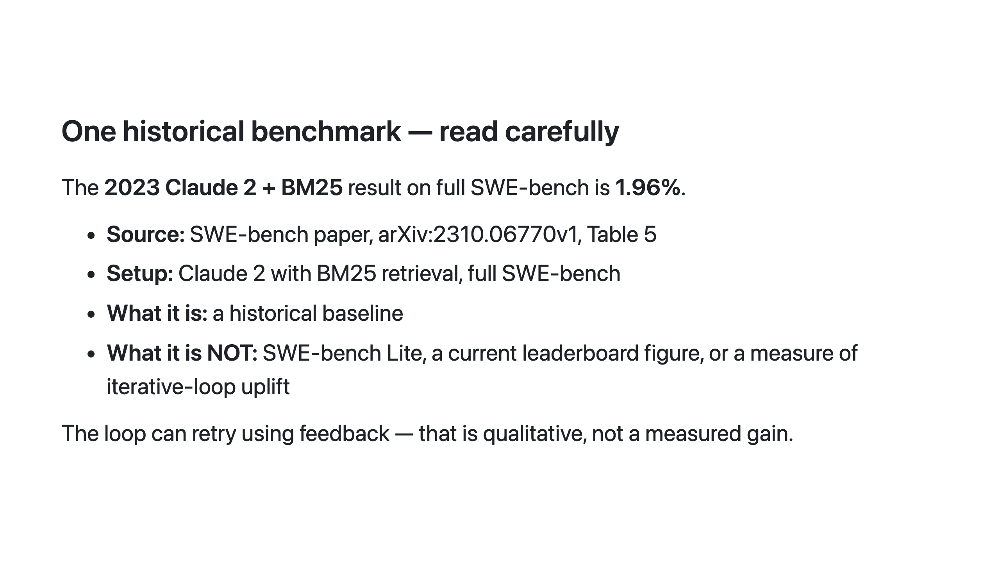 One historical benchmark — read carefully
The 2023 Claude 2 + BM25 result on full SWE-bench is 1.96%.
• Source: SWE-bench paper, arXiv:2310.06770v1, Table 5
• Setup: Claude 2 with BM25 retrieval, full SWE-bench
• What it is: a historical baseline
• What it is NOT: SWE-bench Lite, a current leaderboard figure, or a measure of
iterative-loop uplift
The loop can retry using feedback — that is qualitative, not a measured gain.